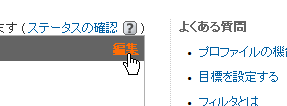 ます (ステータスの確認 ?)
編集
よくある質問
• プロファイルの機
• 目標を設定する
• フィルタとは